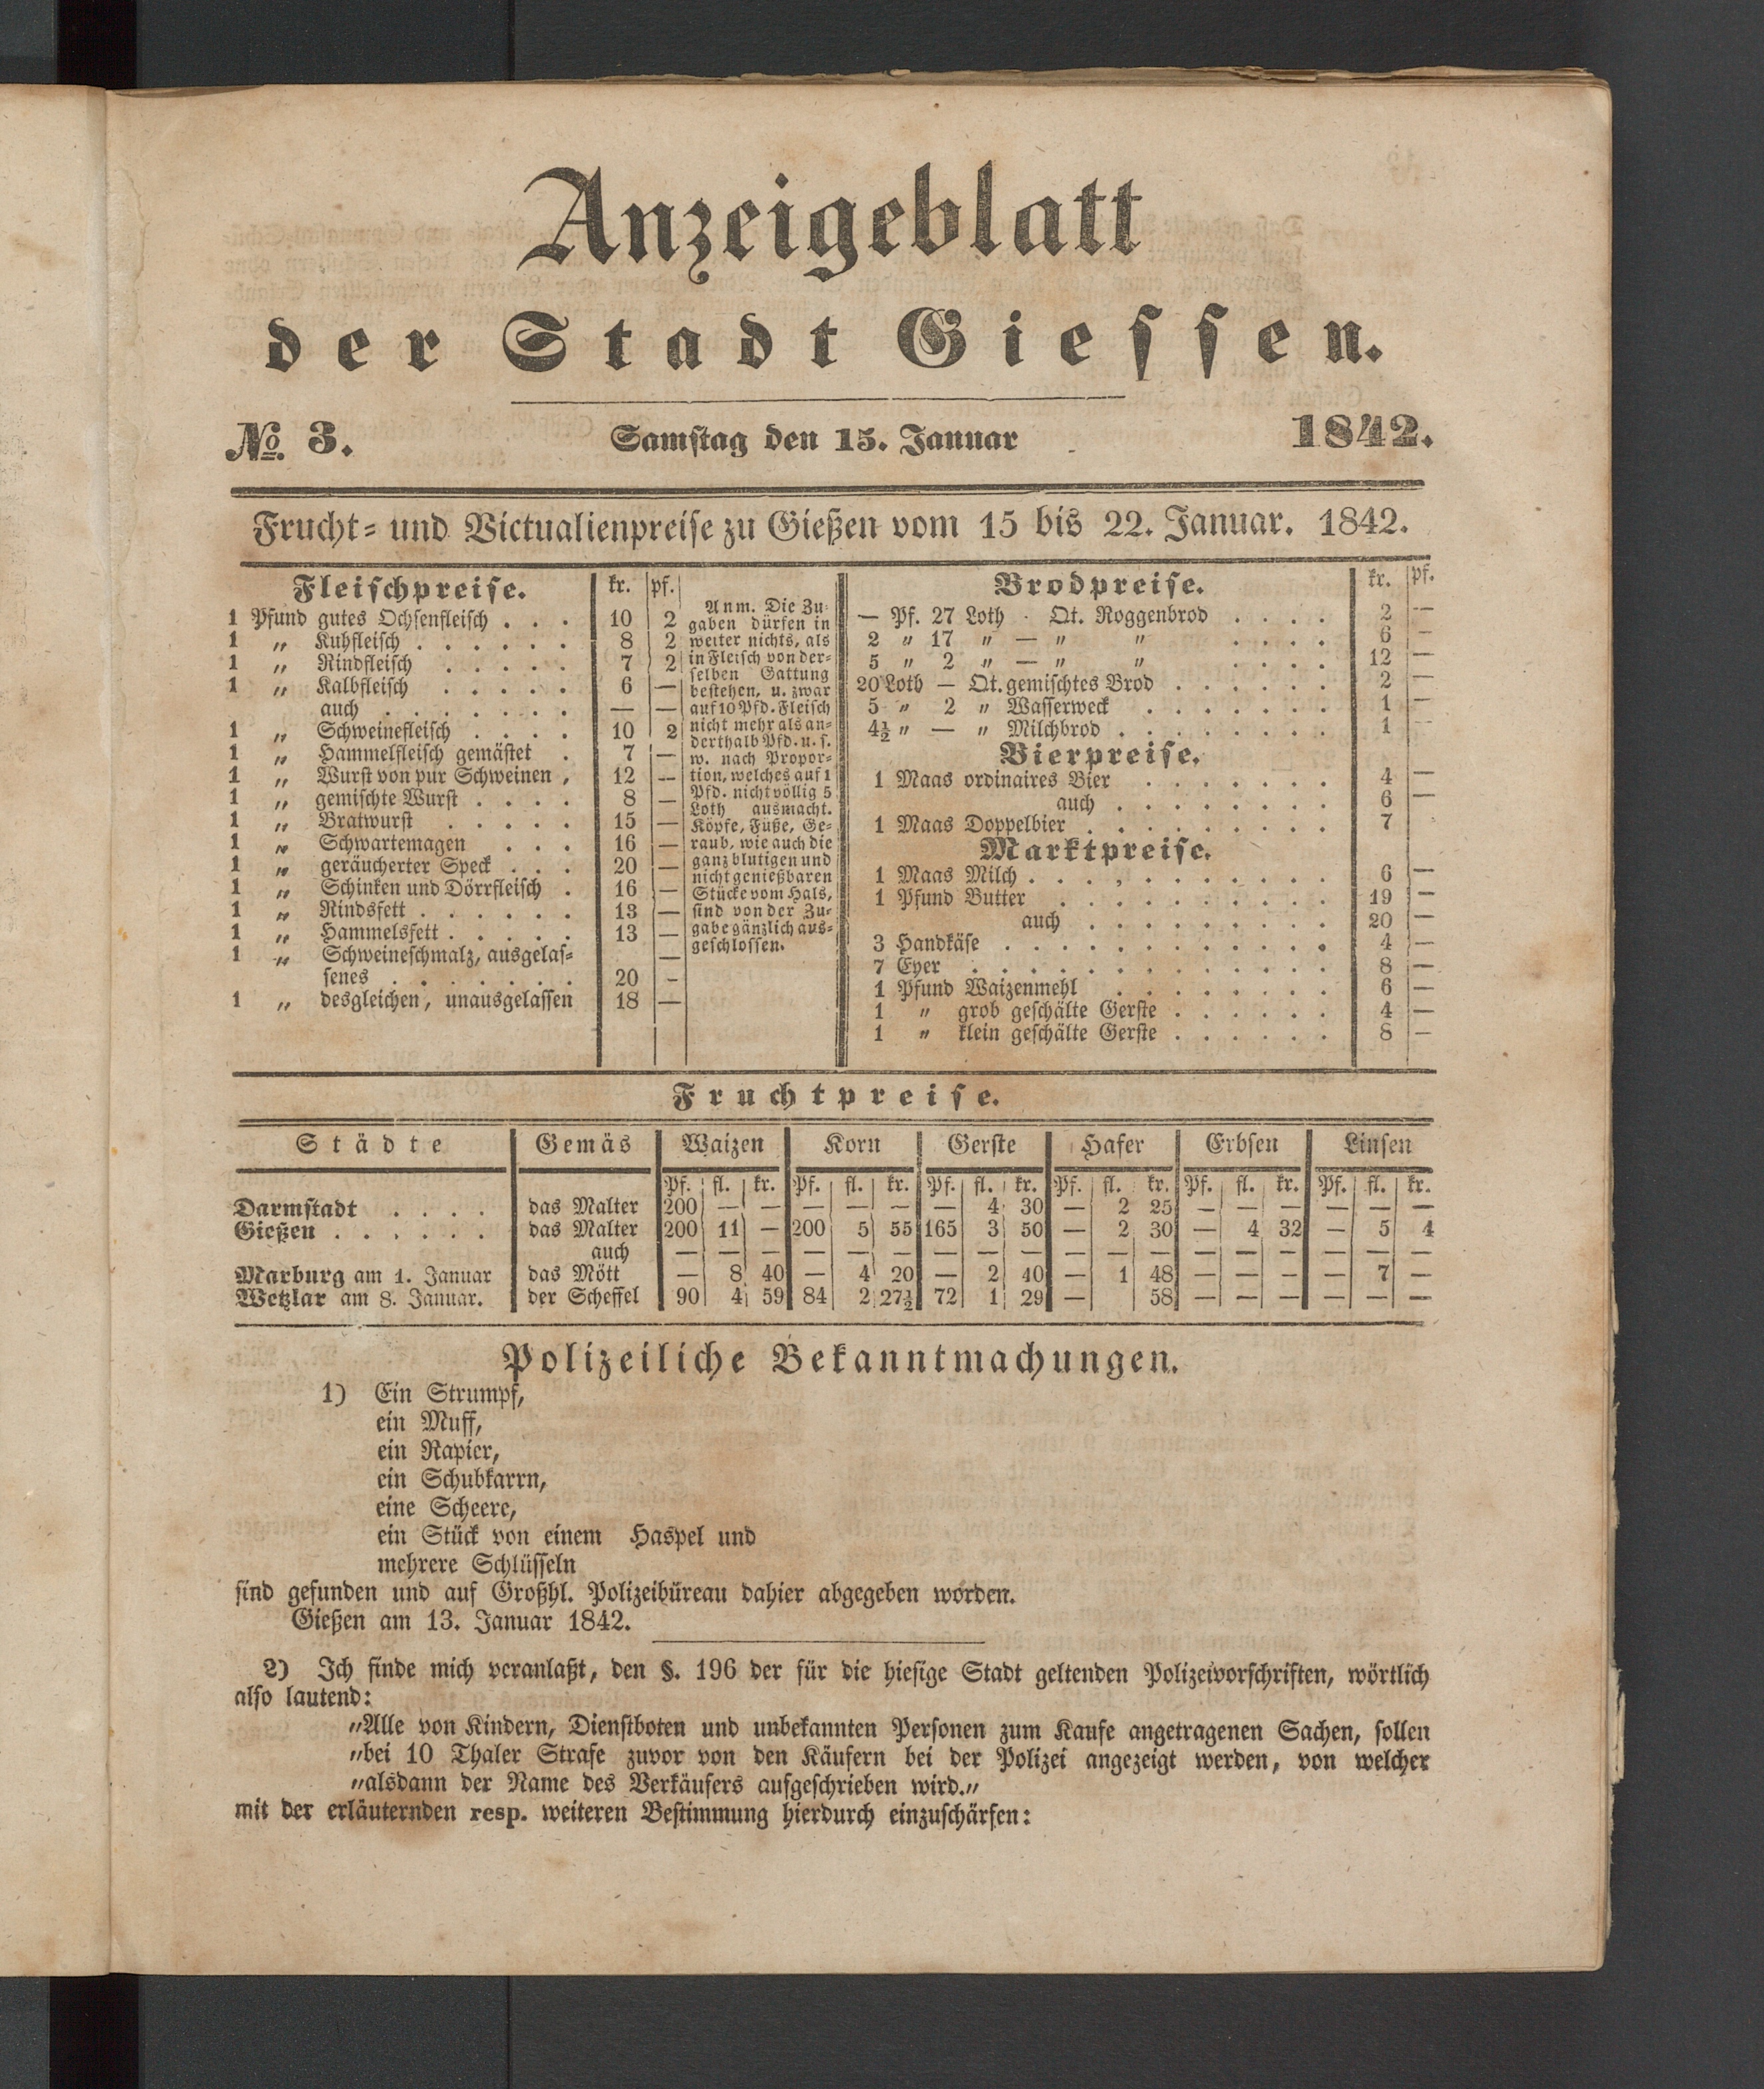 Anzeigeblatt
der Stadt Giessen.
No. 3. Samstag den 15. Januar 1842.
Frucht- und Victualienpreise zu Gießen vom 15 bis 22. Januar. 1842.
Fleischpreise. kr. pf.
1 Pfund gutes Ochsenfleisch . . . 10 2
1 „ Kuhfleisch . . . . . . 8 2
1 „ Rindfleisch . . . . . 7 2
1 „ Kalbfleisch . . . . . 6 —
auch . . . . . . . — —
1 „ Schweinefleisch . . . . 10 2
1 „ Hammelfleisch gemästet . 7 —
1 „ Wurst von pur Schweinen , 12 —
1 „ gemischte Wurst . . . . 8 —
1 „ Bratwurst . . . . . 15 —
1 „ Schwartemagen . . . 16 —
1 „ geräucherter Speck . . . 20 —
1 „ Schinken und Dörrfleisch . 16 —
1 „ Rindsfett . . . . . . 13 —
1 „ Hammelsfett . . . . . 13 —
1 „ Schweineschmalz, ausgelas- —
senes . . . . . . . 20 -
1 „ desgleichen, unausgelassen 18 —
Anm. Die Zu-
gaben dürfen in
weiter nichts, als
in Fleisch von der-
selben Gattung
bestehen, u. zwar
auf 10 Pfd. Fleisch
nicht mehr als an-
derthalb Pfd. u. s.
w. nach Propor-
tion, welches auf 1
Pfd. nicht völlig 5
Loth ausmacht.
Köpfe, Füße, Ge-
raub, wie auch die
ganz blutigen und
nicht genießbaren
Stücke vom Hals,
sind von der Zu-
gabe gänzlich aus-
geschlossen.
Brodpreise. kr. pf.
— Pf. 27 Loth . Qt. Roggenbrod . . . . 2 —
2 „ 17 „ — „ „ . . . . 6 —
5 „ 2 „ — „ „ . . . . 12 —
20 Loth — Qt. gemischtes Brod . . . . . . 2 —
5 „ 2 „ Wasserweck . . . . . . . 1 —
4½ „ — „ Milchbrod . . . . . . . . 1 —
Bierpreise.
1 Maas ordinaires Bier . . . . . . . 4 —
auch . . . . . . . . 6 —
1 Maas Doppelbier . . . . . . . . . 7
Marktpreise.
1 Maas Milch . . . . . . . . . . . 6 —
1 Pfund Butter . . . . . . . . . . 19 —
auch . . . . . . . . . 20 —
3 Handkäse . . . . . . . . . . . . 4 —
7 Eyer . . . . . . . . . . . . . 8 —
1 Pfund Waizenmehl . . . . . . . . 6 —
1 „ grob geschälte Gerste . . . . . . 4 —
1 „ klein geschälte Gerste . . . . . . 8 —
Fruchtpreise.
Städte Gemäs Waizen Korn Gerste Hafer Erbsen Linsen
Pf. fl. kr. Pf. fl. kr. Pf. fl. kr. Pf. fl. kr. Pf. fl. kr. Pf. fl. kr.
Darmstadt . . . . das Malter 200 — — — — — — 4 30 — 2 25 — — — — — —
Gießen . . . . . . das Malter 200 11 — 200 5 55 165 3 50 — 2 30 — 4 32 — 5 4
auch — — — — — — — — — — — — — — — — — —
Marburg am 1. Januar das Mött — 8 40 — 4 20 — 2 40 — 1 48 — — — — 7 —
Wetzlar am 8. Januar. der Scheffel 90 4 59 84 2 27½ 72 1 29 — 58 — — — — — —
Polizeiliche Bekanntmachungen.
1) Ein Strumpf,
ein Muff,
ein Rapier,
ein Schubkarrn,
eine Scheere,
ein Stück von einem Haspel und
mehrere Schlüsseln
sind gefunden und auf Großhl. Polizeibüreau dahier abgegeben worden.
Gießen am 13. Januar 1842.
2) Ich finde mich veranlaßt, den §. 196 der für die hiesige Stadt geltenden Polizeivorschriften, wörtlich
also lautend:
„Alle von Kindern, Dienstboten und unbekannten Personen zum Kaufe angetragenen Sachen, sollen
„bei 10 Thaler Strafe zuvor von den Käufern bei der Polizei angezeigt werden, von welcher
„alsdann der Name des Verkäufers aufgeschrieben wird.„
mit der erläuternden resp. weiteren Bestimmung hierdurch einzuschärfen: